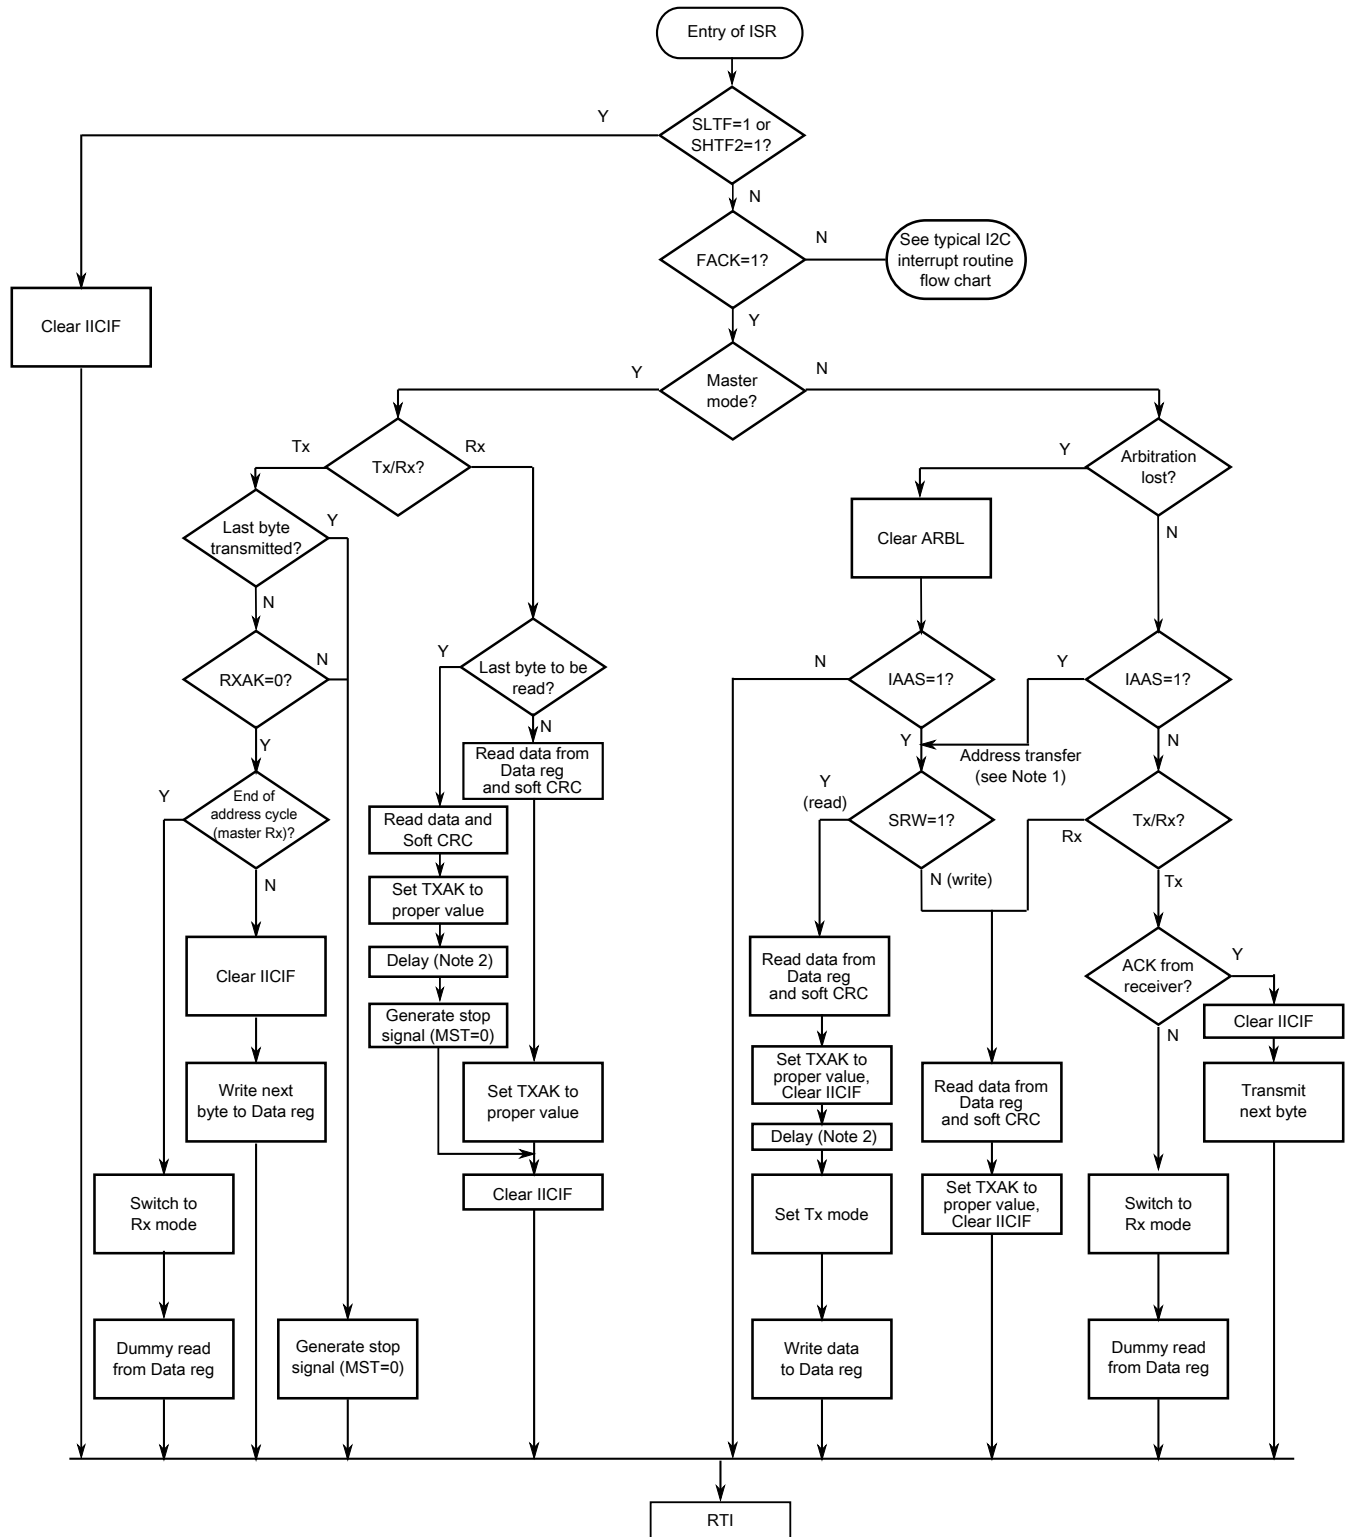 Entry of ISR
Y
SLTF=1 or
SHTF2=1?
N
FACK=1?
N
See typical I2C
interrupt routine
flow chart
Clear IICIF
Y
Y
Master
mode?
N
Tx
Tx/Rx?
Rx
Y
Arbitration
lost?
Last byte
transmitted?
Y
Clear ARBL
N
N
RXAK=0?
N
Y
Last byte to be
read?
N
IAAS=1?
Y
IAAS=1?
Y
N
Read data from
Data reg
and soft CRC
Y
Address transfer
(see Note 1)
N
Y
End of
address cycle
(master Rx)?
Read data and
Soft CRC
Y
(read)
SRW=1?
Rx
Tx/Rx?
N
Set TXAK to
proper value
N (write)
Tx
Clear IICIF
Delay (Note 2)
Read data from
Data reg
and soft CRC
ACK from
receiver?
Y
Generate stop
signal (MST=0)
Clear IICIF
N
Write next
byte to Data reg
Set TXAK to
proper value
Set TXAK to
proper value,
Clear IICIF
Read data from
Data reg
and soft CRC
Transmit
next byte
Delay (Note 2)
Switch to
Rx mode
Clear IICIF
Set Tx mode
Set TXAK to
proper value,
Clear IICIF
Switch to
Rx mode
Dummy read
from Data reg
Generate stop
signal (MST=0)
Write data
to Data reg
Dummy read
from Data reg
RTI